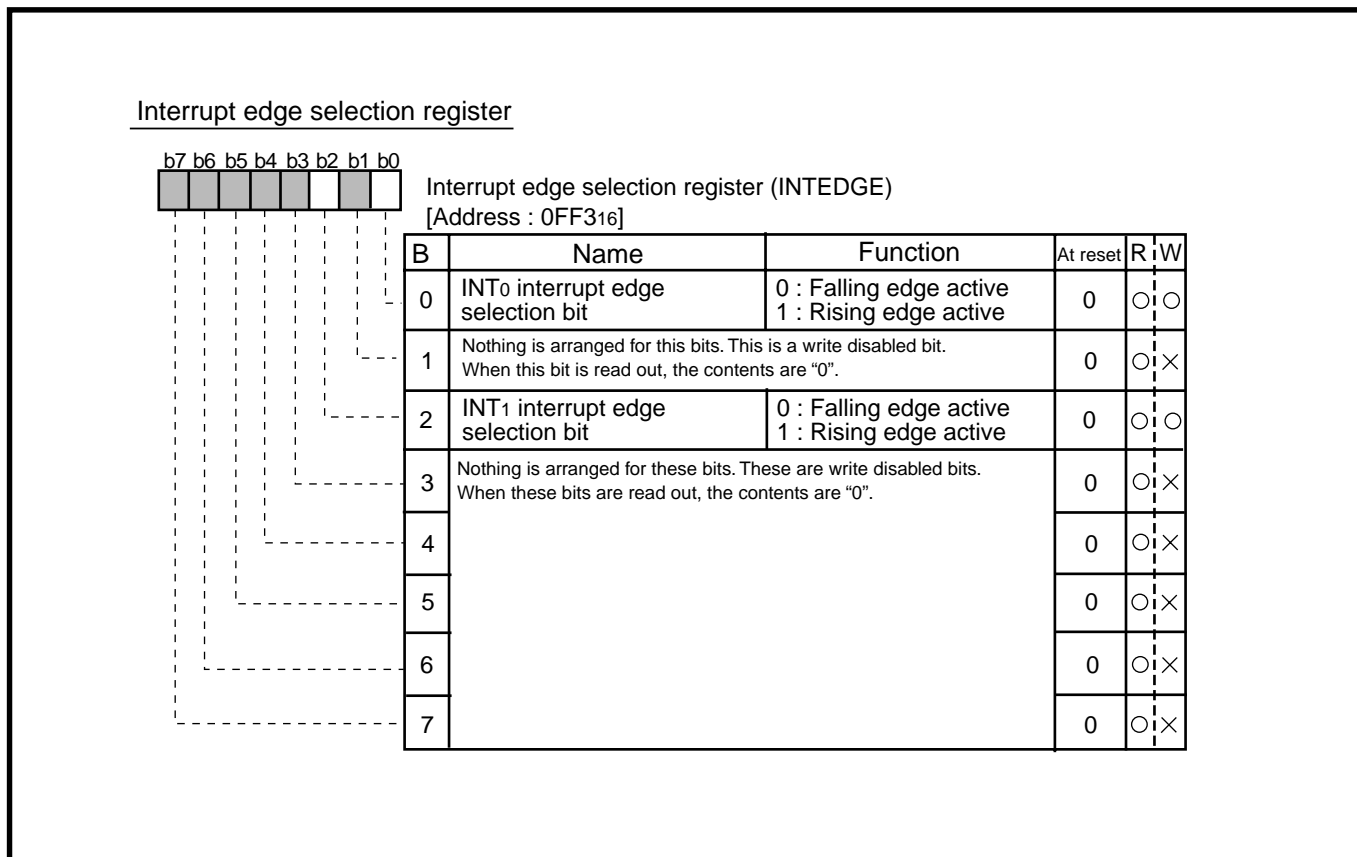 Interrupt edge selection register
b7 b6 b5 b4 b3 b2 b1 b0
Interrupt edge selection register (INTEDGE)
[Address : 0FF316]
B Name Function At reset R W
0 INT0 interrupt edge selection bit 0 : Falling edge active 1 : Rising edge active 0 ○ ○
1 Nothing is arranged for this bits. This is a write disabled bit. When this bit is read out, the contents are “0”. 0 ○ ×
2 INT1 interrupt edge selection bit 0 : Falling edge active 1 : Rising edge active 0 ○ ○
3 Nothing is arranged for these bits. These are write disabled bits. When these bits are read out, the contents are “0”. 0 ○ ×
4 0 ○ ×
5 0 ○ ×
6 0 ○ ×
7 0 ○ ×